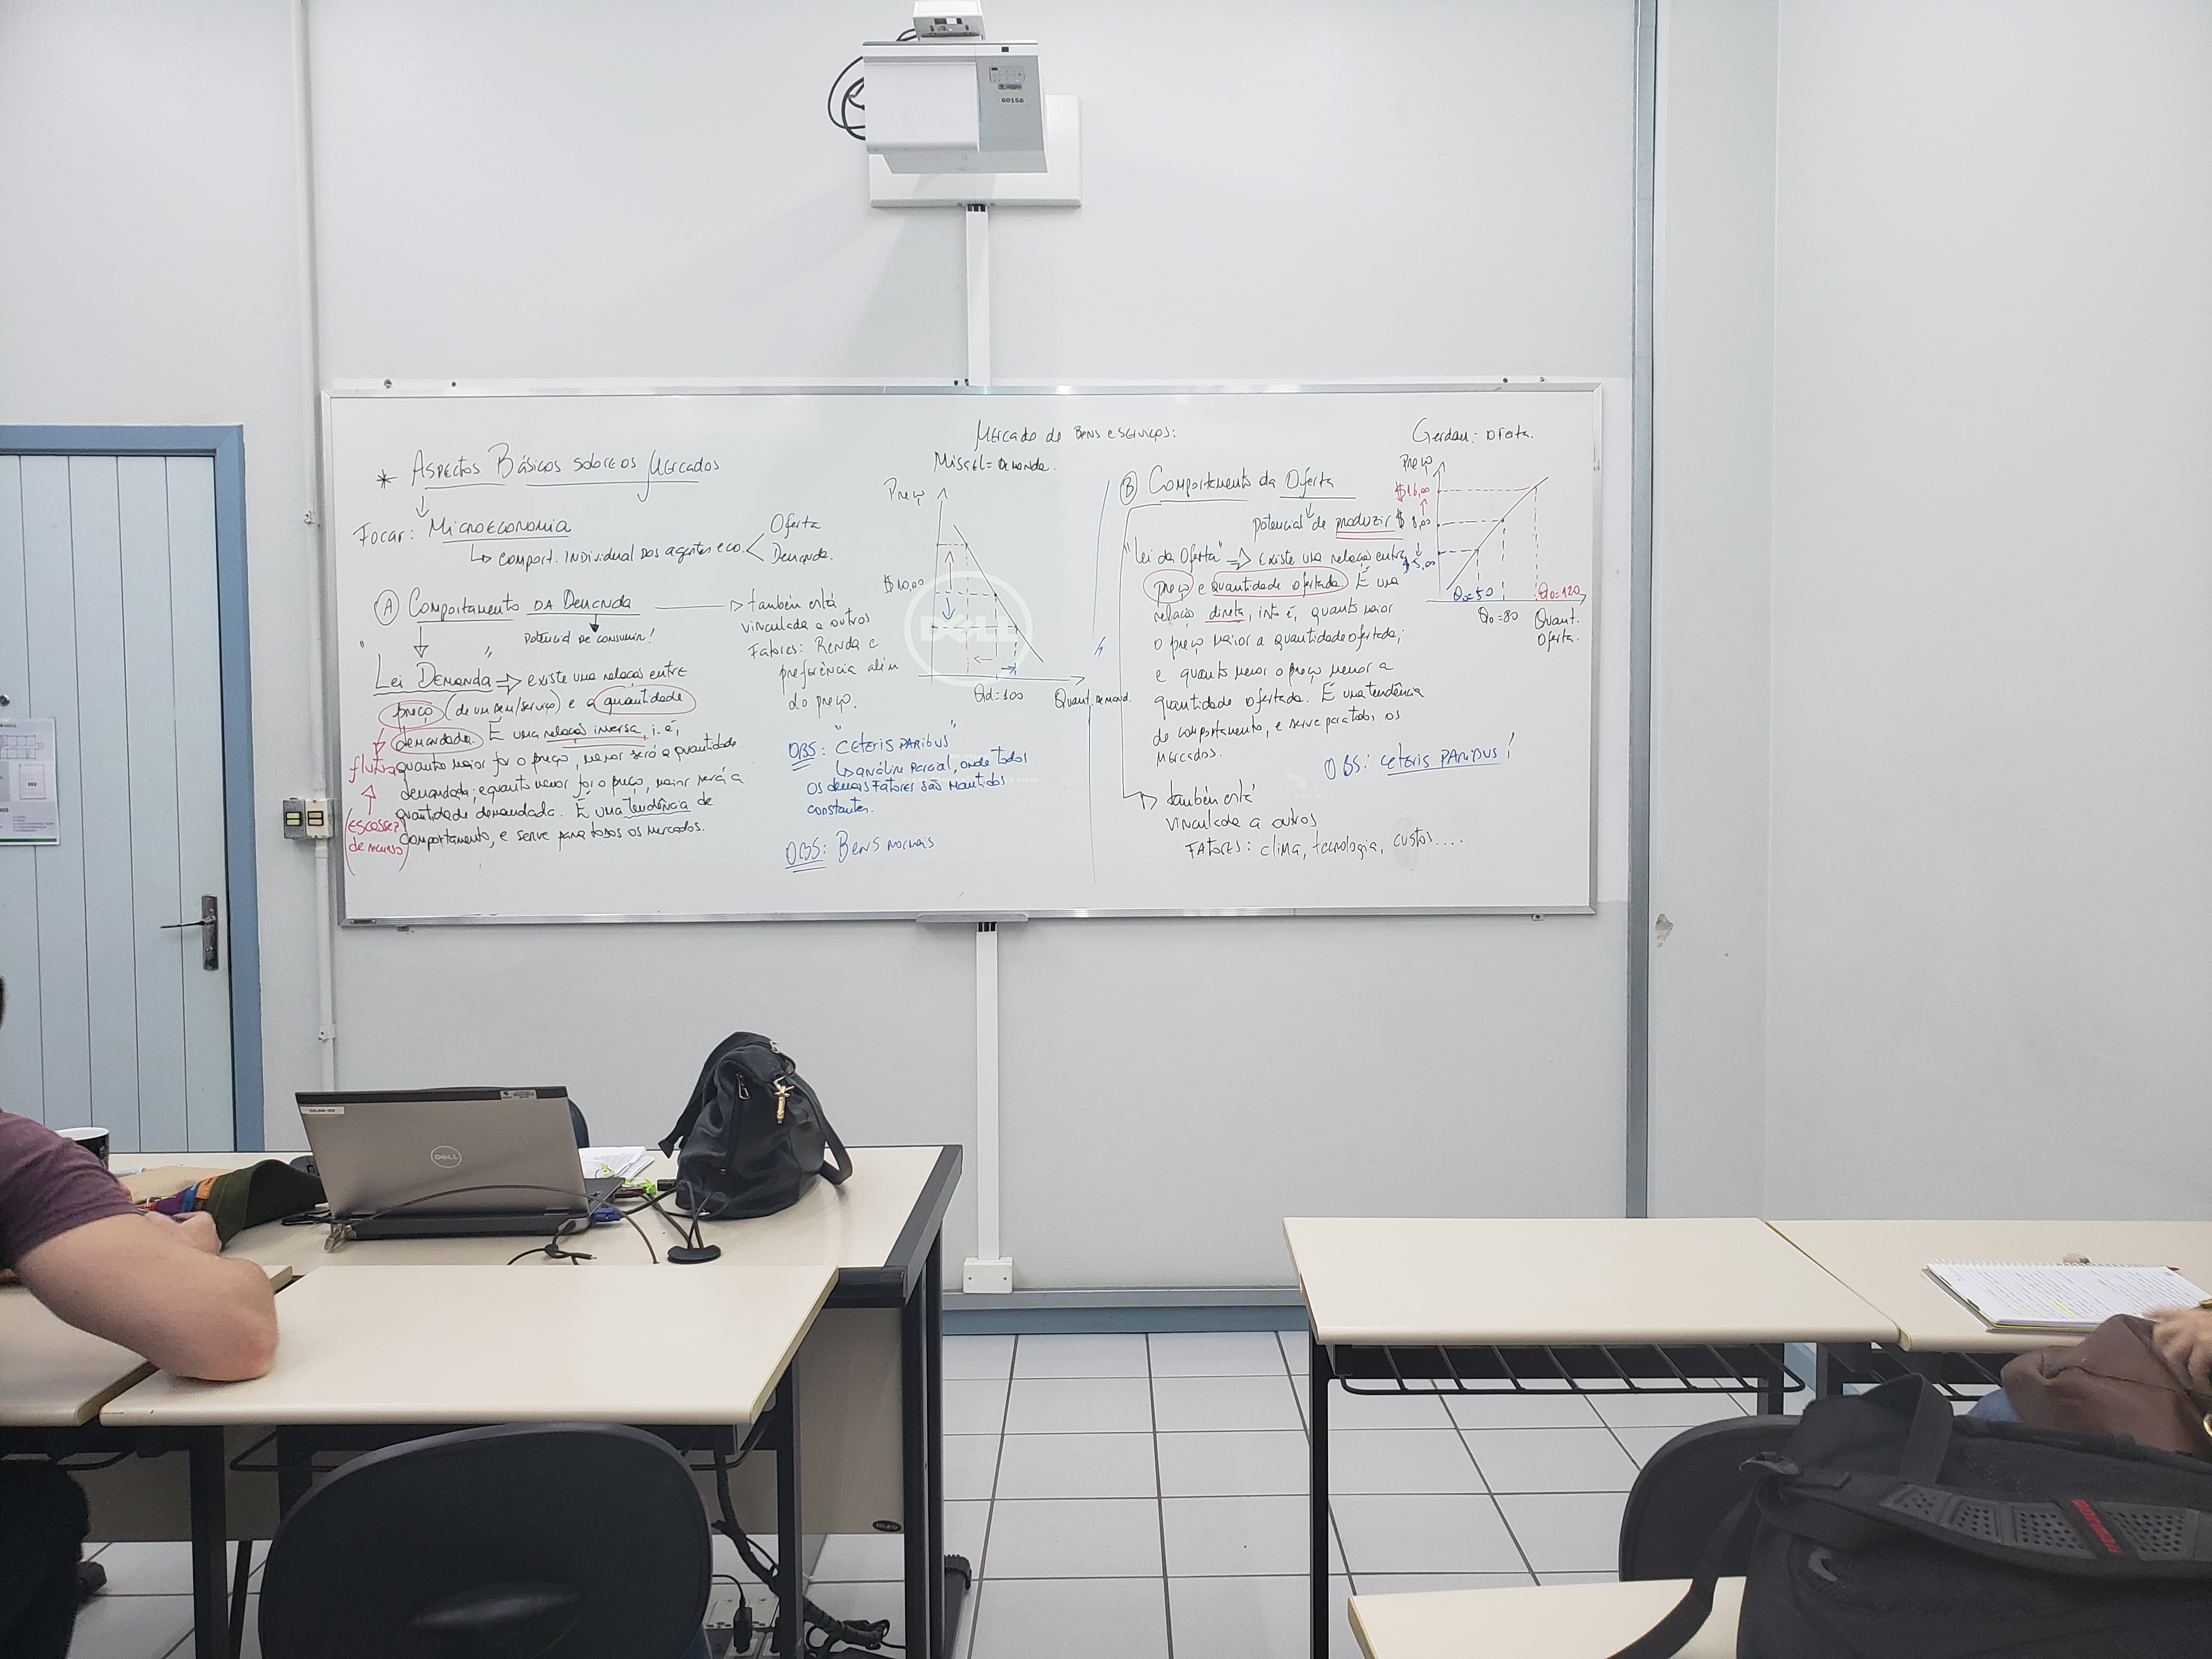 60156
* Aspectos Básicos sobre os Mercados
Focar: Microeconomia
↳ comport. individual dos agentes eco.
Oferta
Demanda.
(A) Comportamento da Demanda
Potencial de consumir!
também está
vinculada a outros
Fatores: Renda e
preferência além
do preço.
"Lei Demanda" ⇒ existe uma relação entre
preço (de um bem/serviço) e a quantidade
demandada. É uma relação inversa, i. é,
quanto maior for o preço, menor será a quantidade
demandada; e quanto menor for o preço, maior será a
quantidade demandada. É uma tendência de
comportamento, e serve para todos os mercados.
flutua
(escassez
de recurso)
Mercado de Bens e serviços:
Demanda.
Preço
$10,00
Qd=100
Quant. Demand.
DELL
OBS: "Ceteris Paribus"
↳ análise parcial, onde todos
os demais Fatores são mantidos
constantes.
OBS: Bens normais
(B) Comportamento da Oferta
potencial de produzir
"Lei da Oferta" ⇒ existe uma relação entre
preço e quantidade ofertada. É uma
relação direta, isto é, quanto maior
o preço maior a quantidade ofertada;
e quanto menor o preço menor a
quantidade ofertada. É uma tendência
de comportamento, e serve para todos os
mercados.
OBS: ceteris Paribus!
também está
vinculada a outros
Fatores: clima, tecnologia, custos....
Gerdau: Oferta.
Preço
$16,00
$8,00
$5,00
Qo=50
Qo=80
Qo=120
Quant.
Oferta.
DELL